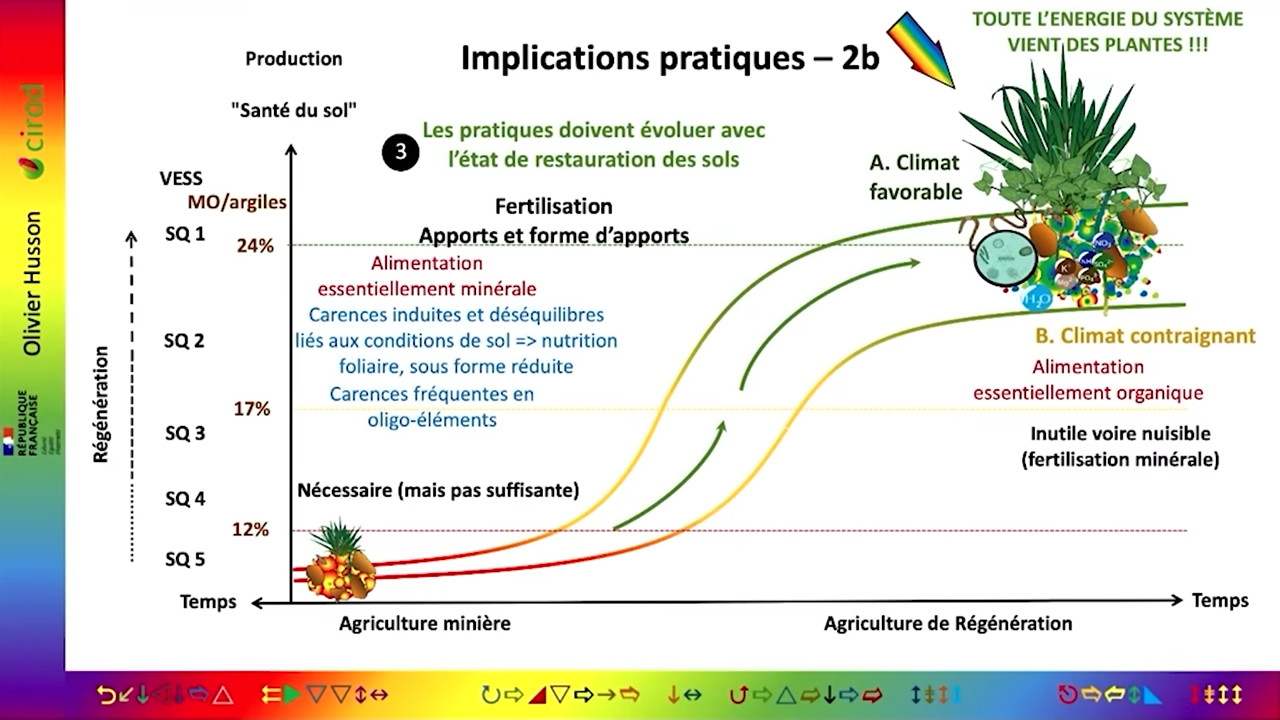 Implications pratiques – 2b
TOUTE L’ENERGIE DU SYSTÈME
VIENT DES PLANTES !!!
Production
"Santé du sol"
3
Les pratiques doivent évoluer avec
l’état de restauration des sols
A. Climat
favorable
VESS
MO/argiles
SQ 1
24%
SQ 2
17%
SQ 3
SQ 4
12%
SQ 5
Régénération
Fertilisation
Apports et forme d’apports
Alimentation
essentiellement minérale
Carences induites et déséquilibres
liés aux conditions de sol => nutrition
foliaire, sous forme réduite
Carences fréquentes en
oligo-éléments
Nécessaire (mais pas suffisante)
NO₃
K⁺
H₂O
B. Climat contraignant
Alimentation
essentiellement organique
Inutile voire nuisible
(fertilisation minérale)
Temps
Temps
Agriculture minière
Agriculture de Régénération
cirad
Olivier Husson
RÉPUBLIQUE
FRANÇAISE